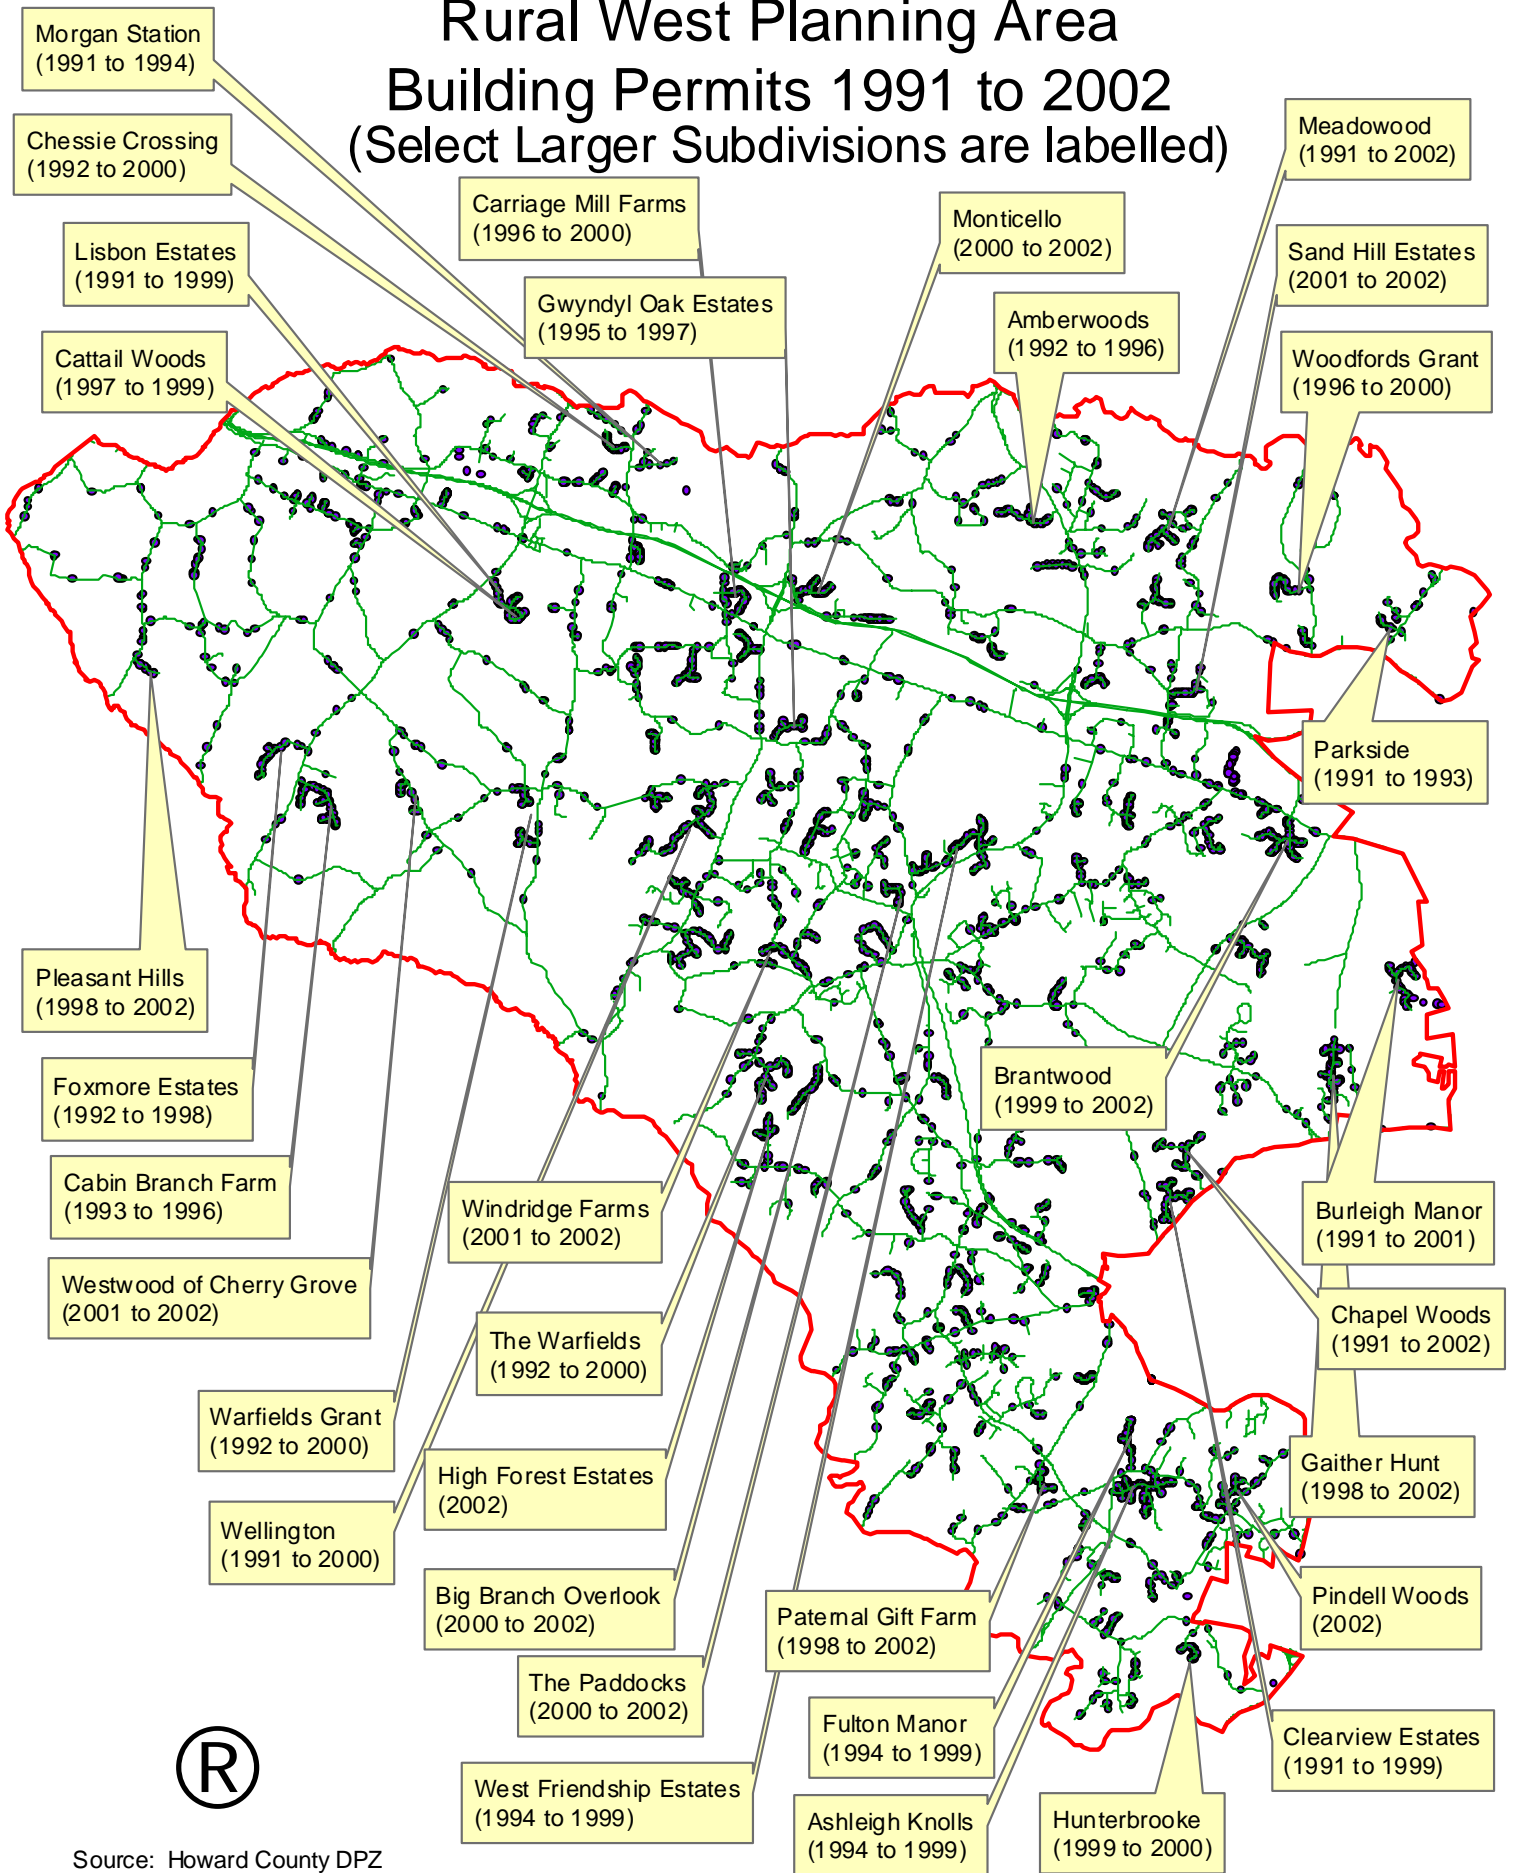 Rural West Planning Area
Building Permits 1991 to 2002
(Select Larger Subdivisions are labelled)
Morgan Station
(1991 to 1994)
Chessie Crossing
(1992 to 2000)
Lisbon Estates
(1991 to 1999)
Cattail Woods
(1997 to 1999)
Carriage Mill Farms
(1996 to 2000)
Gwyndyl Oak Estates
(1995 to 1997)
Monticello
(2000 to 2002)
Amberwoods
(1992 to 1996)
Meadowood
(1991 to 2002)
Sand Hill Estates
(2001 to 2002)
Woodfords Grant
(1996 to 2000)
Parkside
(1991 to 1993)
Pleasant Hills
(1998 to 2002)
Foxmore Estates
(1992 to 1998)
Cabin Branch Farm
(1993 to 1996)
Westwood of Cherry Grove
(2001 to 2002)
Warfields Grant
(1992 to 2000)
Wellington
(1991 to 2000)
Windridge Farms
(2001 to 2002)
The Warfields
(1992 to 2000)
High Forest Estates
(2002)
Big Branch Overlook
(2000 to 2002)
The Paddocks
(2000 to 2002)
West Friendship Estates
(1994 to 1999)
Brantwood
(1999 to 2002)
Paternal Gift Farm
(1998 to 2002)
Fulton Manor
(1994 to 1999)
Ashleigh Knolls
(1994 to 1999)
Hunterbrooke
(1999 to 2000)
Burleigh Manor
(1991 to 2001)
Chapel Woods
(1991 to 2002)
Gaither Hunt
(1998 to 2002)
Pindell Woods
(2002)
Clearview Estates
(1991 to 1999)
®
Source: Howard County DPZ